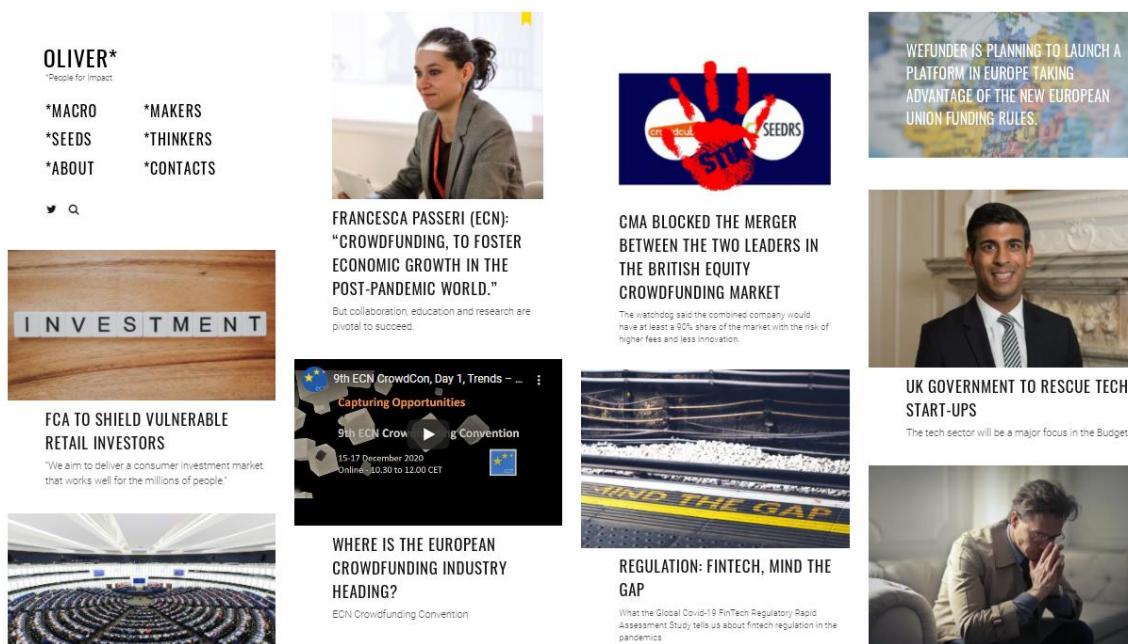 OLIVER*
*People for Impact
*MACRO
*MAKERS
*SEEDS
*THINKERS
*ABOUT
*CONTACTS
INVESTMENT
FCA TO SHIELD VULNERABLE
RETAIL INVESTORS
"We aim to deliver a consumer investment market
that works well for the millions of people."
FRANCESCA PASSERI (ECN):
“CROWDFUNDING, TO FOSTER
ECONOMIC GROWTH IN THE
POST-PANDEMIC WORLD.”
But collaboration, education and research are
pivotal to succeed.
9th ECN CrowdCon, Day 1, Trends – ...
Capturing Opportunities
9th ECN Crow g Convention
15-17 December 2020
Online - 10.30 to 12.00 CET
WHERE IS THE EUROPEAN
CROWDFUNDING INDUSTRY
HEADING?
ECN Crowdfunding Convention
SEEDRS
CMA BLOCKED THE MERGER
BETWEEN THE TWO LEADERS IN
THE BRITISH EQUITY
CROWDFUNDING MARKET
The watchdog said the combined company would
have at least a 90% share of the market with the risk of
higher fees and less innovation.
MIND THE GAP
REGULATION: FINTECH, MIND THE
GAP
What the Global Covid-19 FinTech Regulatory Rapid
Assessment Study tells us about fintech regulation in the
pandemics
WEFUNDER IS PLANNING TO LAUNCH A
PLATFORM IN EUROPE TAKING
ADVANTAGE OF THE NEW EUROPEAN
UNION FUNDING RULES.
UK GOVERNMENT TO RESCUE TECH
START-UPS
The tech sector will be a major focus in the Budget